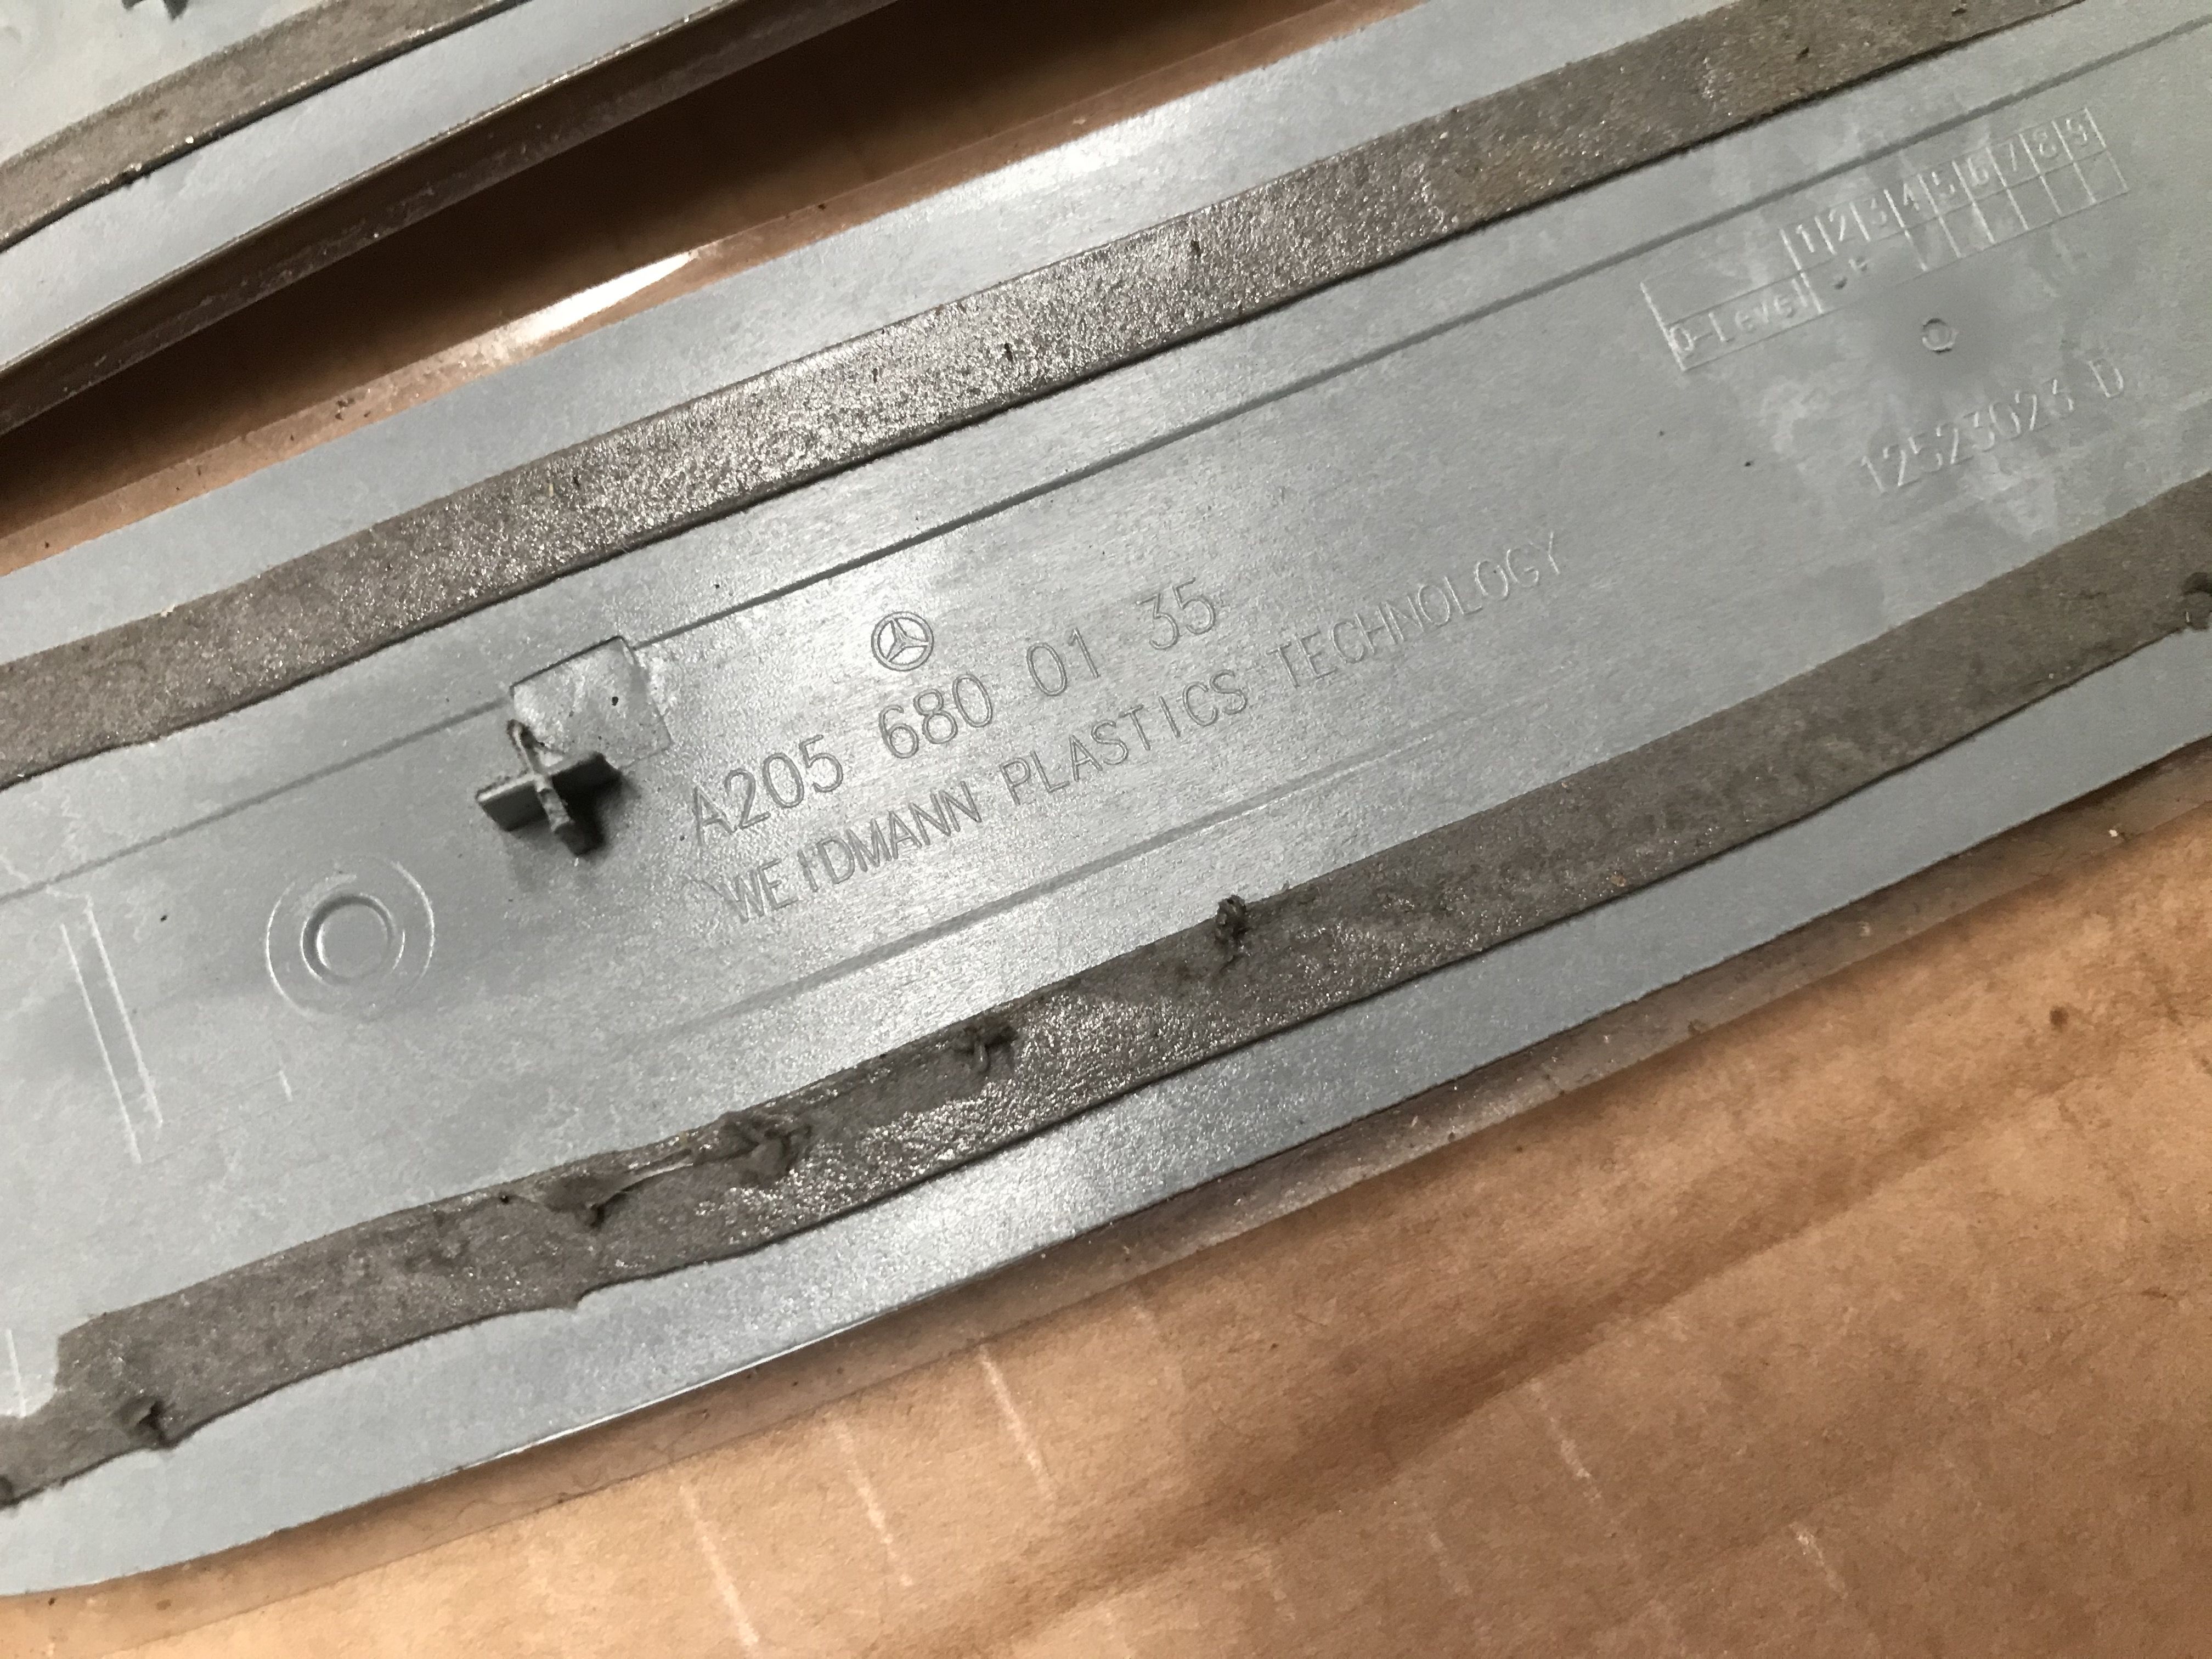 1 2 3 4 5 6 7 8 9
Q-Level
12523023 D
A205 680 01 35
WEIDMANN PLASTICS TECHNOLOGY